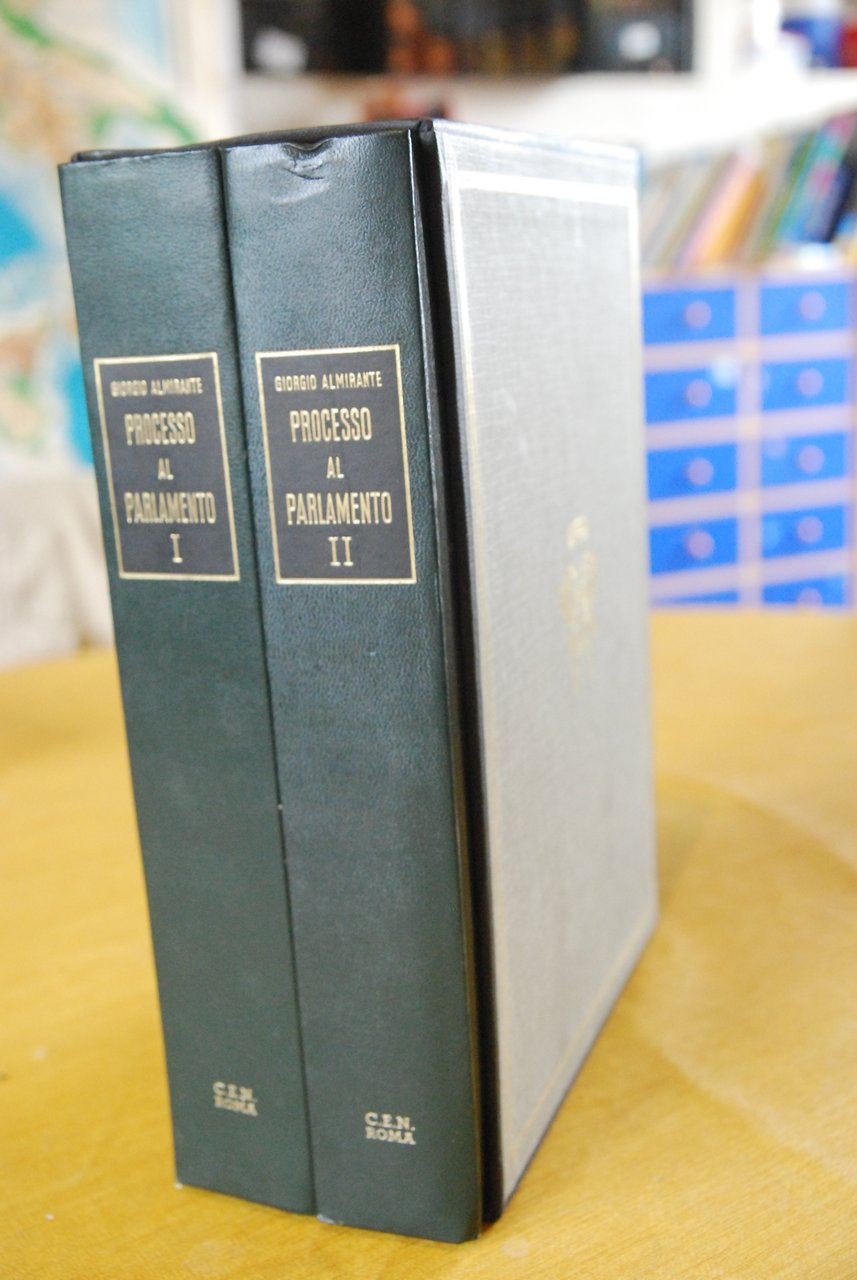 GIORGIO ALMIRANTE
PROCESSO
AL
PARLAMENTO
I
C.E.N.
ROMA
GIORGIO ALMIRANTE
PROCESSO
AL
PARLAMENTO
II
C.E.N.
ROMA